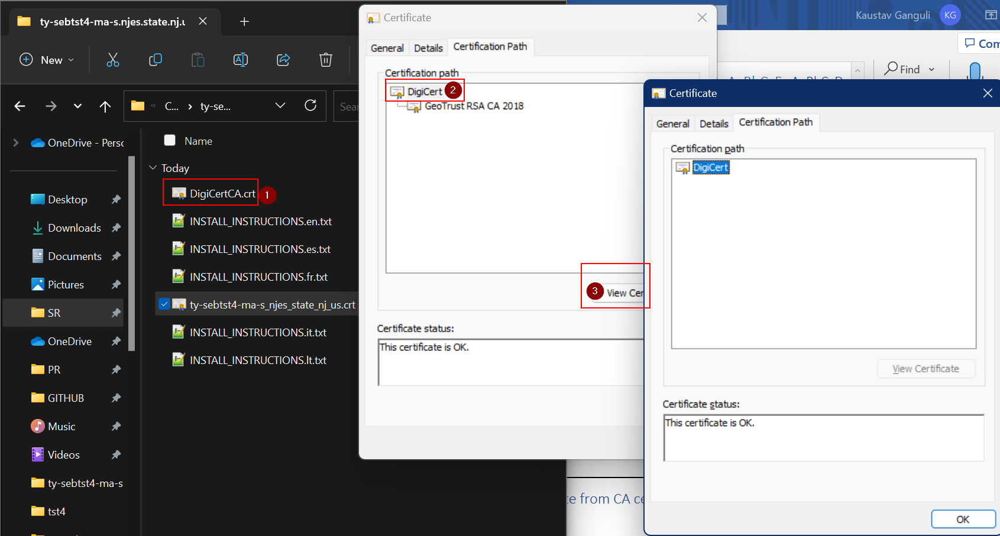 ty-sebtst4-ma-s.njes.state.nj.u
New
C...
ty-se...
Sear
OneDrive - Perso
Desktop
Downloads
Documents
Pictures
SR
OneDrive
PR
GITHUB
Music
Videos
ty-sebtst4-ma-s
tst4
Name
Today
DigiCertCA.crt
1
INSTALL_INSTRUCTIONS.en.txt
INSTALL_INSTRUCTIONS.es.txt
INSTALL_INSTRUCTIONS.fr.txt
ty-sebtst4-ma-s_njes_state_nj_us.crt
INSTALL_INSTRUCTIONS.it.txt
INSTALL_INSTRUCTIONS.lt.txt
Certificate
General Details Certification Path
Certification path
DigiCert 2
GeoTrust RSA CA 2018
3 View Cer
Certificate status:
This certificate is OK.
Kaustav Ganguli KG
Com
Find
Certificate
General Details Certification Path
Certification path
DigiCert
View Certificate
Certificate status:
This certificate is OK.
OK
te from CA ce